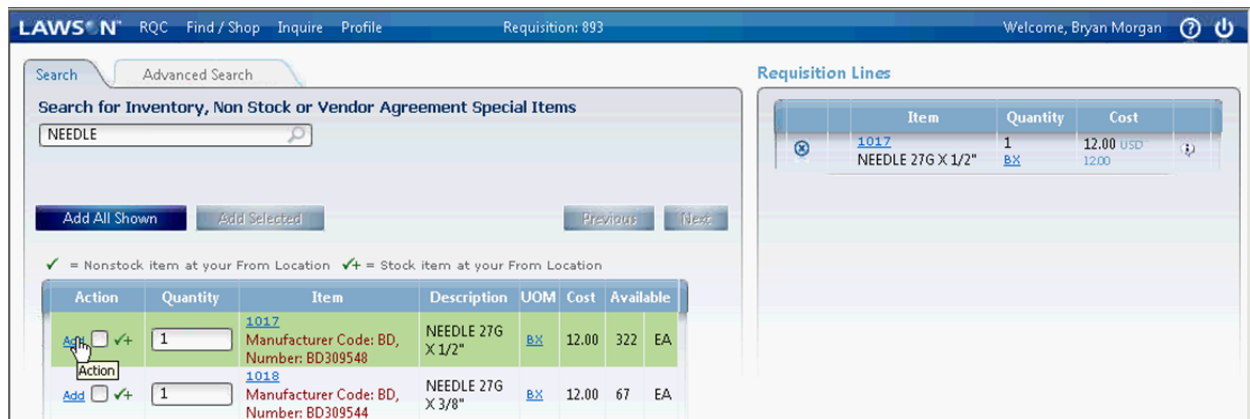 LAWSON RQC Find / Shop Inquire Profile Requisition: 893 Welcome, Bryan Morgan
Search Advanced Search
Search for Inventory, Non Stock or Vendor Agreement Special Items
NEEDLE
Add All Shown Add Selected Previous Next
✓ = Nonstock item at your From Location ✓+ = Stock item at your From Location
Action Quantity Item Description UOM Cost Available
Add ✓+ 1 1017 Manufacturer Code: BD, Number: BD309548 NEEDLE 27G X 1/2" BX 12.00 322 EA
Action
Add ✓+ 1 1018 Manufacturer Code: BD, Number: BD309544 NEEDLE 27G X 3/8" BX 12.00 67 EA
Requisition Lines
Item Quantity Cost
1017 1 12.00 USD
NEEDLE 27G X 1/2" BX 12.00